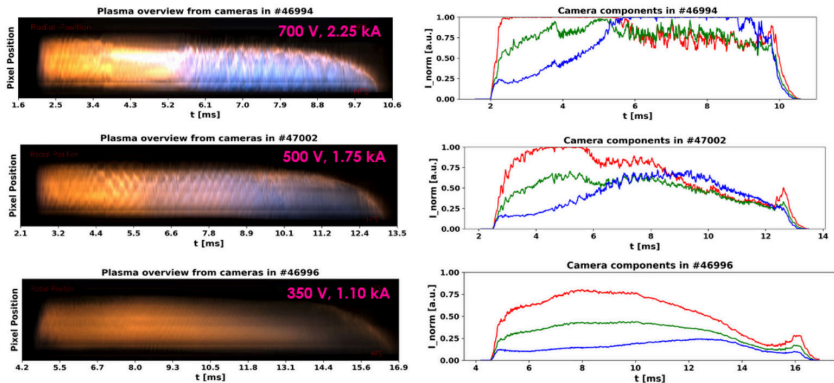 Plasma overview from cameras in #46994
700 V, 2.25 kA
Pixel Position
1.6 2.5 3.4 4.3 5.2 6.1 7.0 7.9 8.8 9.7 10.6
t [ms]
Camera components in #46994
I_norm [a.u.]
1.00
0.75
0.50
0.25
0.00
2 4 6 8 10
t [ms]
Plasma overview from cameras in #47002
500 V, 1.75 kA
Pixel Position
2.1 3.2 4.4 5.5 6.7 7.8 8.9 10.1 11.2 12.4 13.5
t [ms]
Camera components in #47002
I_norm [a.u.]
1.00
0.75
0.50
0.25
0.00
2 4 6 8 10 12 14
t [ms]
Plasma overview from cameras in #46996
350 V, 1.10 kA
Pixel Position
4.2 5.5 6.7 8.0 9.3 10.5 11.8 13.1 14.4 15.6 16.9
t [ms]
Camera components in #46996
I_norm [a.u.]
1.00
0.75
0.50
0.25
0.00
4 6 8 10 12 14 16
t [ms]